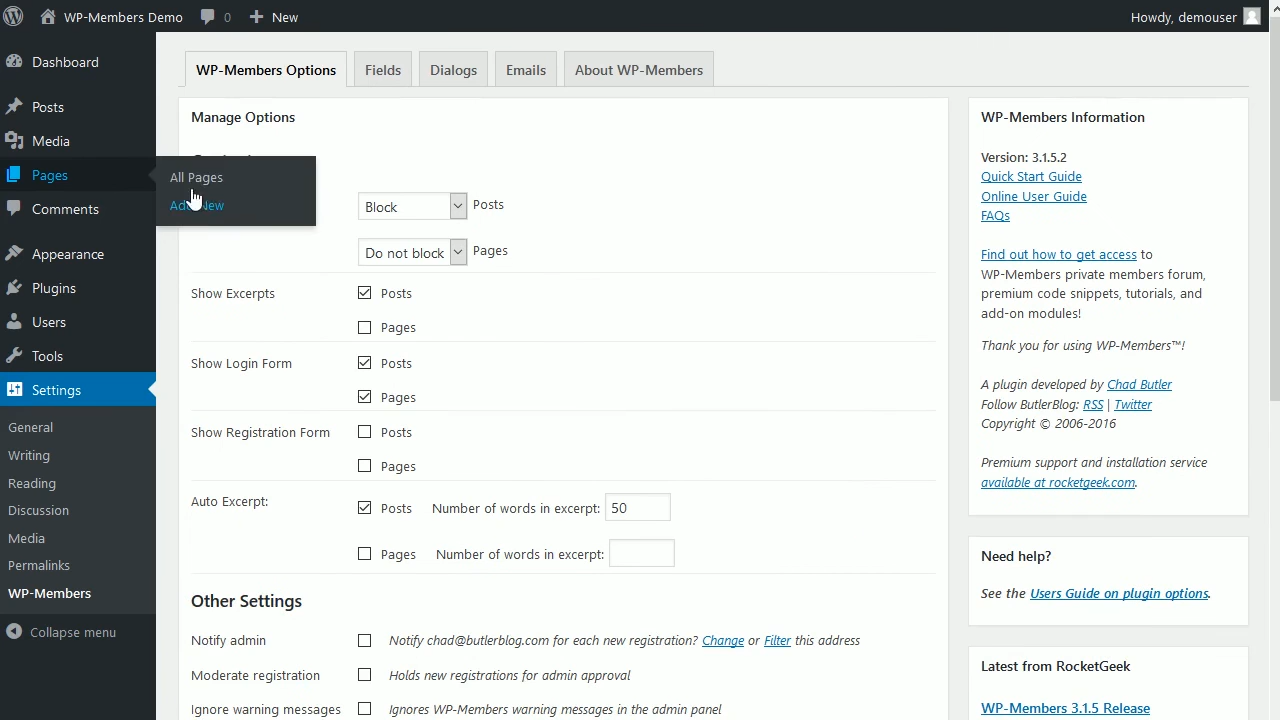 WP-Members Demo 0 New Howdy, demouser
Dashboard
Posts
Media
Pages
All Pages
Add New
Comments
Appearance
Plugins
Users
Tools
Settings
General
Writing
Reading
Discussion
Media
Permalinks
WP-Members
Collapse menu
WP-Members Options Fields Dialogs Emails About WP-Members
Manage Options
Block Posts
Do not block Pages
Show Excerpts Posts
Pages
Show Login Form Posts
Pages
Show Registration Form Posts
Pages
Auto Excerpt: Posts Number of words in excerpt: 50
Pages Number of words in excerpt:
Other Settings
Notify admin Notify chad@butlerblog.com for each new registration? Change or Filter this address
Moderate registration Holds new registrations for admin approval
Ignore warning messages Ignores WP-Members warning messages in the admin panel
WP-Members Information
Version: 3.1.5.2
Quick Start Guide
Online User Guide
FAQs
Find out how to get access to
WP-Members private members forum,
premium code snippets, tutorials, and
add-on modules!
Thank you for using WP-Members™!
A plugin developed by Chad Butler
Follow ButlerBlog: RSS | Twitter
Copyright © 2006-2016
Premium support and installation service
available at rocketgeek.com.
Need help?
See the Users Guide on plugin options.
Latest from RocketGeek
WP-Members 3.1.5 Release